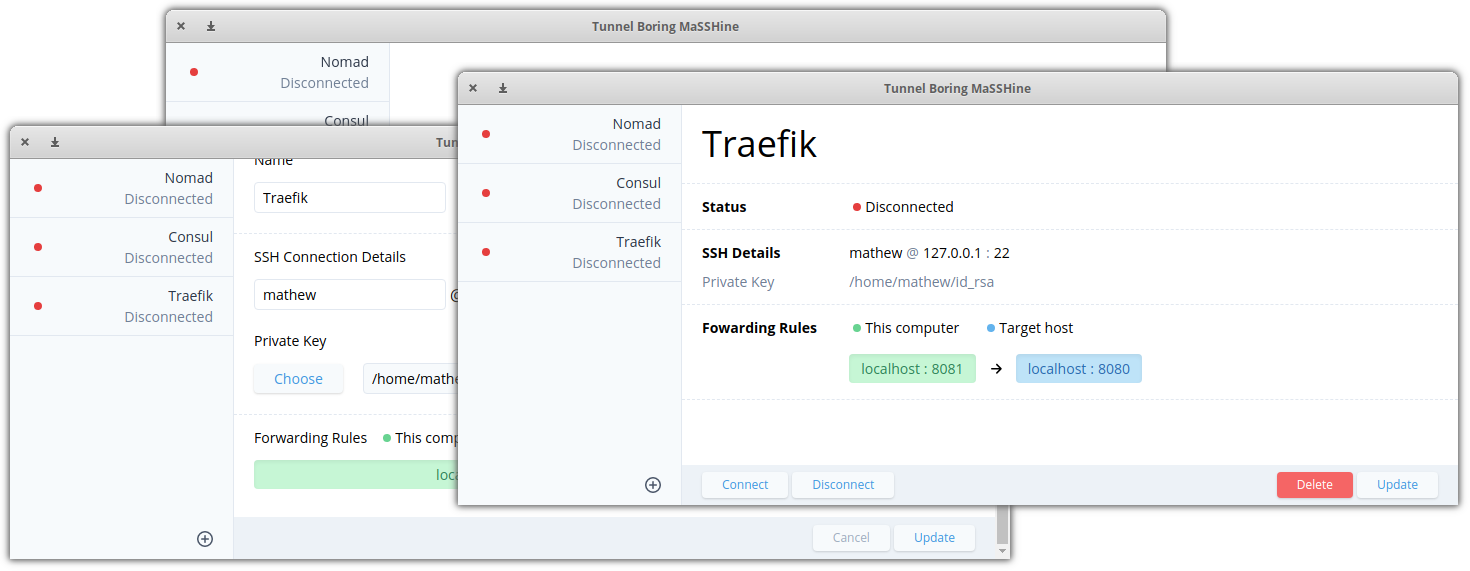 Tunnel Boring MaSSHine
Nomad
Disconnected
Consul
Tun
Nomad
Disconnected
Consul
Disconnected
Traefik
Disconnected
Name
Traefik
SSH Connection Details
mathew @
Private Key
Choose /home/mathe
Forwarding Rules This comp
loca
Cancel Update
Tunnel Boring MaSSHine
Nomad
Disconnected
Consul
Disconnected
Traefik
Disconnected
Traefik
Status Disconnected
SSH Details mathew @ 127.0.0.1 : 22
Private Key /home/mathew/id_rsa
Fowarding Rules This computer Target host
localhost : 8081 → localhost : 8080
Connect Disconnect Delete Update